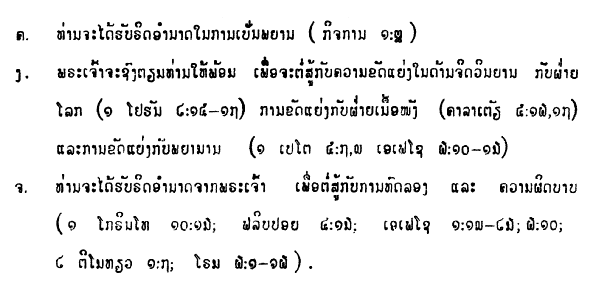 ຄ. ທ່ານຈະໄດ້ຮັບຣິດອຳນາດໃນການເປັນພຍານ ( ກິຈການ ໑:໘ )
ງ. ພຣະເຈົ້າຈະຊົງຕຽມທ່ານໃຫ້ພ້ອມ ເພື່ອຈະຕໍ່ສູ້ກັບຄວາມຂັດແຍ່ງໃນດ້ານຈິດວິນຍານ ກັບຝ່າຍ
ໂລກ (໑ ໂຢຮັນ ໒:໑໕–໑໗) ການຂັດແຍ່ງກັບຝ່າຍເນື້ອໜັງ (ຄາລາເຕັຽ ໕:໑໖,໑໗)
ແລະການຂັດແຍ່ງກັບພຍາມານ (໑ ເປໂຕ ໕:໗,໘ ເອເຟໂຊ ໖:໑໐–໑໓)
ຈ. ທ່ານຈະໄດ້ຮັບຣິດອຳນາດຈາກພຣະເຈົ້າ ເພື່ອຕໍ່ສູ້ກັບການທົດລອງ ແລະ ຄວາມຜິດບາບ
(໑ ໂກຣິນໂທ ໑໐:໑໓; ຟລິບປອຍ ໔:໑໓; ເອເຟໂຊ ໑:໑໘–໒໓; ໖:໑໐;
໒ ຕີໂມທຽວ ໑:໗; ໂຣມ ໖:໑–໑໖ ) .